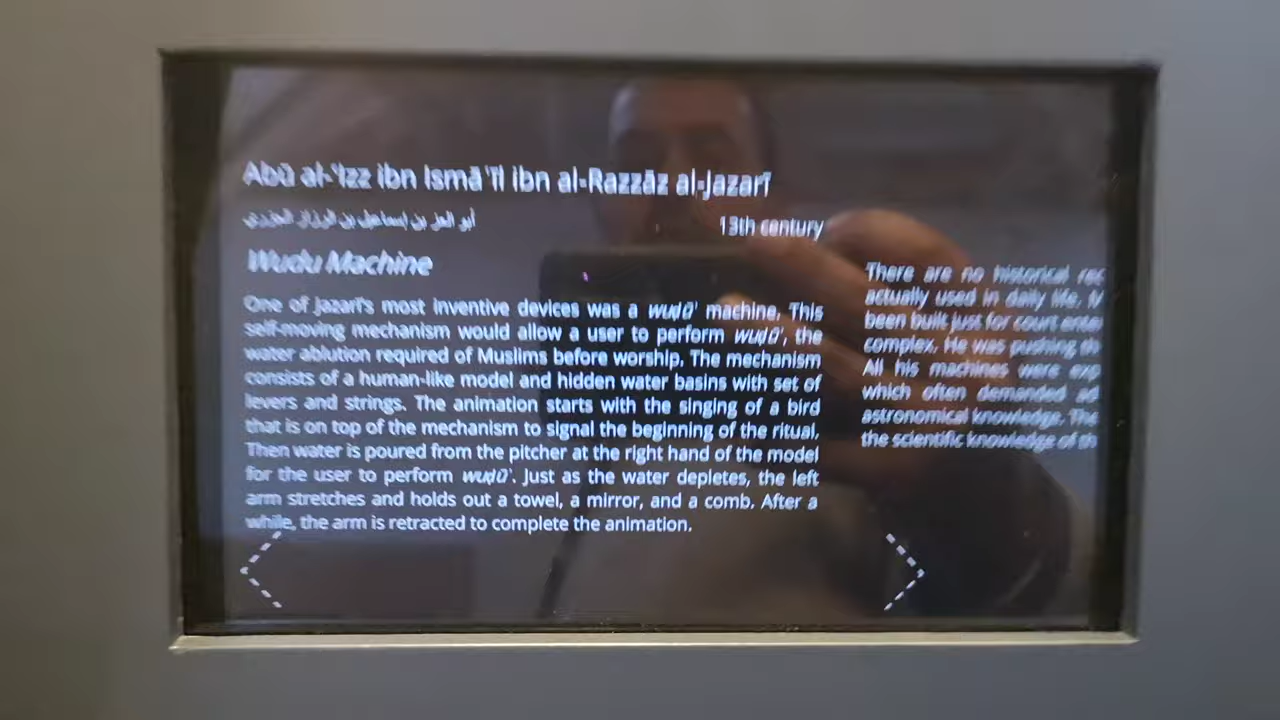 Abū al-ʿIzz ibn Ismāʿīl ibn al-Razzāz al-Jazarī
أبو العز بن إسماعيل بن الرزاز الجزري
13th century
Wudu Machine
One of Jazarī's most inventive devices was a wuḍūʾ machine. This
self-moving mechanism would allow a user to perform wuḍūʾ, the
water ablution required of Muslims before worship. The mechanism
consists of a human-like model and hidden water basins with set of
levers and strings. The animation starts with the singing of a bird
that is on top of the mechanism to signal the beginning of the ritual.
Then water is poured from the pitcher at the right hand of the model
for the user to perform wuḍūʾ. Just as the water depletes, the left
arm stretches and holds out a towel, a mirror, and a comb. After a
while, the arm is retracted to complete the animation.
There are no historical
actually used in daily life.
been built just for court
complex. He was pushing
All his machines were
which often demanded
astronomical knowledge.
the scientific knowledge of